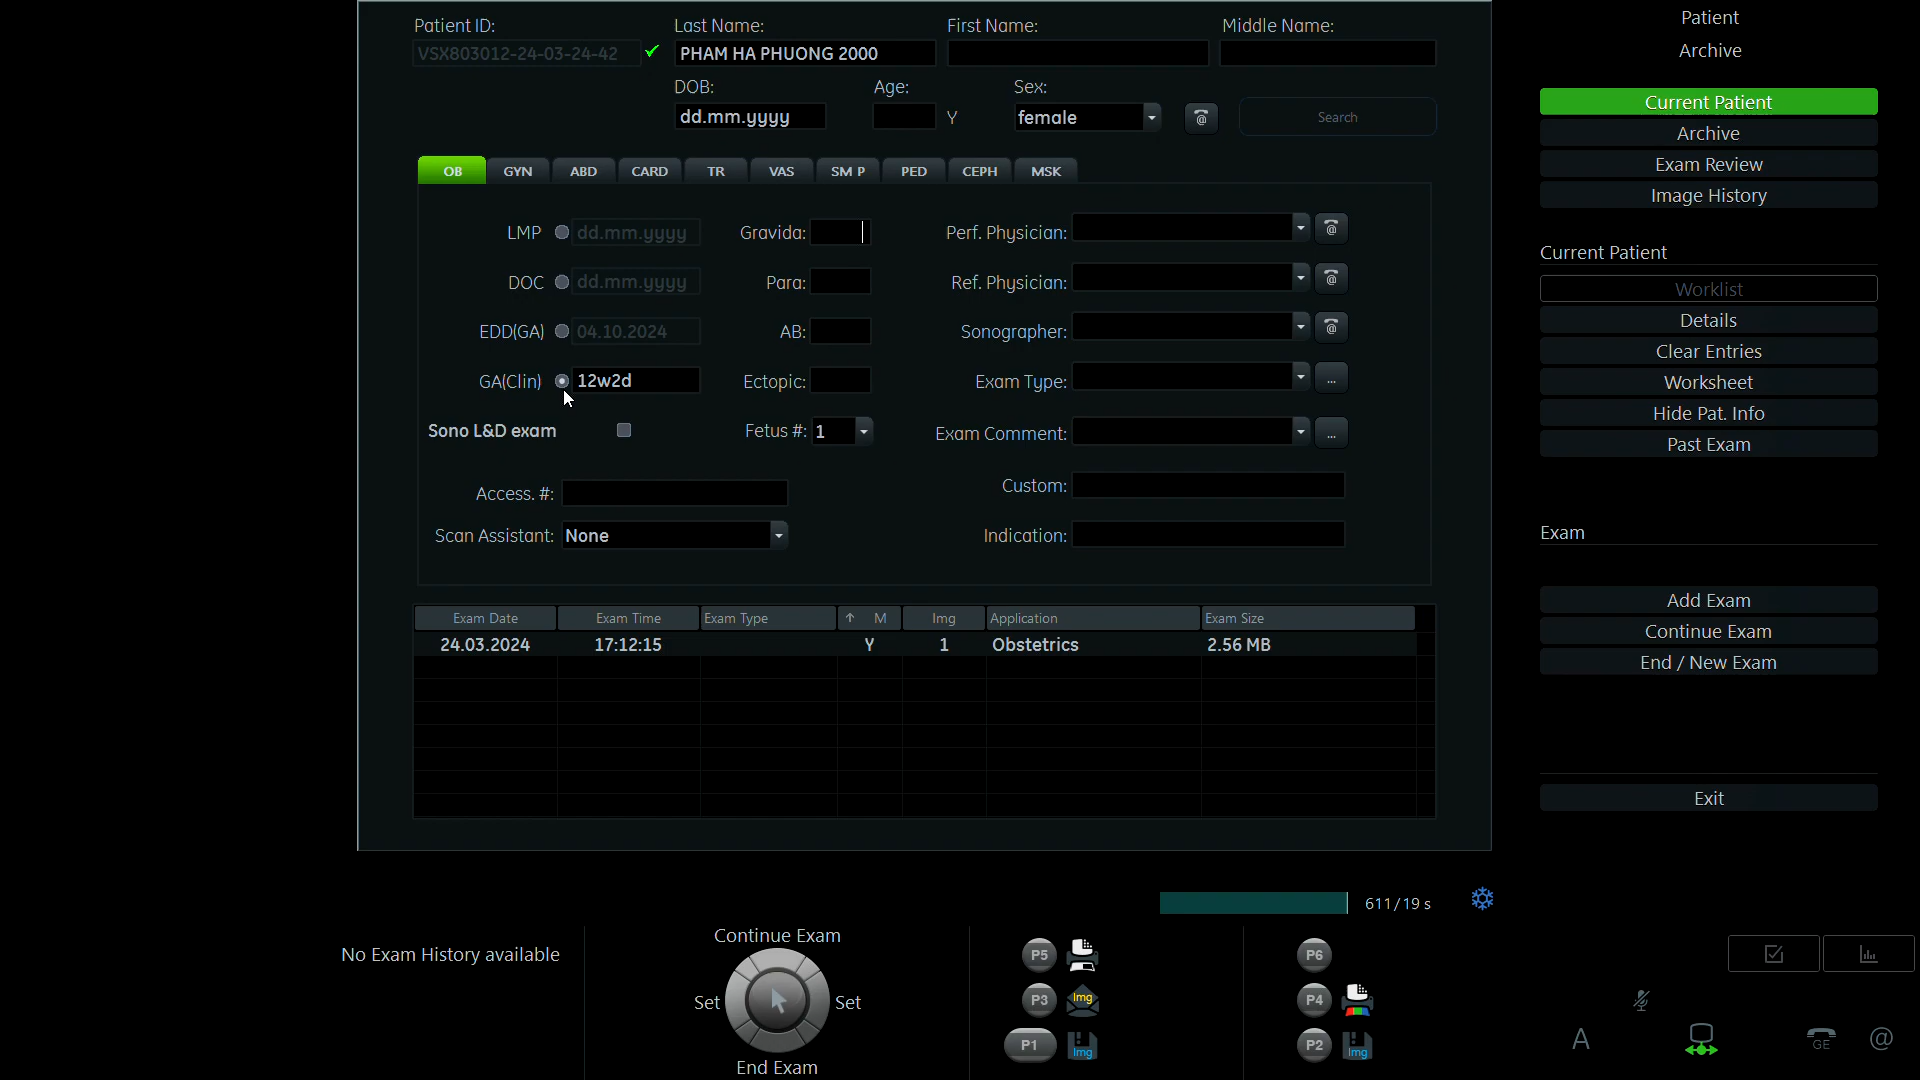 Patient ID: Last Name: First Name: Middle Name:
VSX803012-24-03-24-42 PHAM HA PHUONG 2000
DOB: Age: Sex:
dd.mm.yyyy Y female Search
OB GYN ABD CARD TR VAS SM P PED CEPH MSK
LMP dd.mm.yyyy Gravida: Perf. Physician:
DOC dd.mm.yyyy Para: Ref. Physician:
EDD(GA) 04.10.2024 AB: Sonographer:
GA(Clin) 12w2d Ectopic: Exam Type: ...
Sono L&D exam Fetus #: 1 Exam Comment: ...
Access. #: Custom:
Scan Assistant: None Indication:
Exam Date Exam Time Exam Type ↑ M Img Application Exam Size
24.03.2024 17:12:15 Y 1 Obstetrics 2.56 MB
Patient
Archive
Current Patient
Archive
Exam Review
Image History
Current Patient
Worklist
Details
Clear Entries
Worksheet
Hide Pat. Info
Past Exam
Exam
Add Exam
Continue Exam
End / New Exam
Exit
611/19 s
No Exam History available
Continue Exam
Set Set
End Exam
P5
P3 Img
P1 Img
P6
P4
P2 Img
A GE @